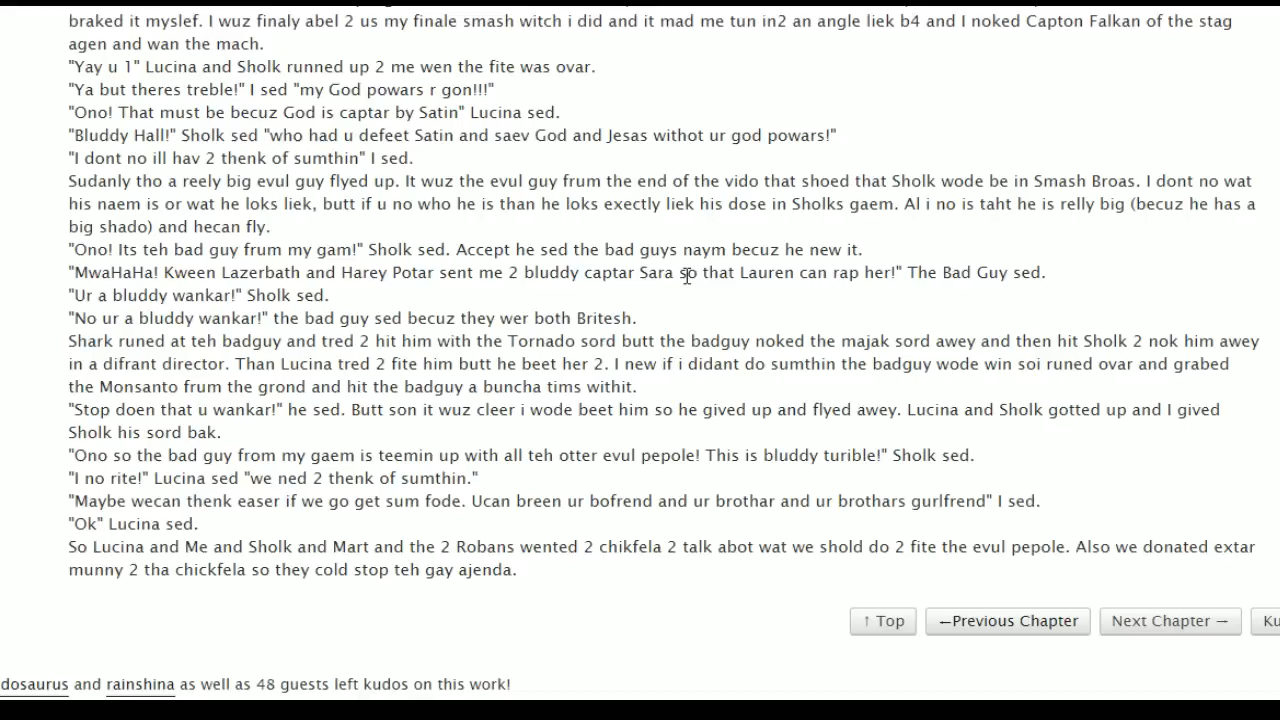 braked it myslef. I wuz finaly abel 2 us my finale smash witch i did and it mad me tun in2 an angle liek b4 and I noked Capton Falkan of the stag
agen and wan the mach.
"Yay u 1" Lucina and Sholk runned up 2 me wen the fite was ovar.
"Ya but theres treble!" I sed "my God powars r gon!!!"
"Ono! That must be becuz God is captar by Satin" Lucina sed.
"Bluddy Hall!" Sholk sed "who had u defeet Satin and saev God and Jesas withot ur god powars!"
"I dont no ill hav 2 thenk of sumthin" I sed.
Sudanly tho a reely big evul guy flyed up. It wuz the evul guy frum the end of the vido that shoed that Sholk wode be in Smash Broas. I dont no wat
his naem is or wat he loks liek, butt if u no who he is than he loks exectly liek his dose in Sholks gaem. Al i no is taht he is relly big (becuz he has a
big shado) and hecan fly.
"Ono! Its teh bad guy frum my gam!" Sholk sed. Accept he sed the bad guys naym becuz he new it.
"MwaHaHa! Kween Lazerbath and Harey Potar sent me 2 bluddy captar Sara so that Lauren can rap her!" The Bad Guy sed.
"Ur a bluddy wankar!" Sholk sed.
"No ur a bluddy wankar!" the bad guy sed becuz they wer both Britesh.
Shark runed at teh badguy and tred 2 hit him with the Tornado sord butt the badguy noked the majak sord awey and then hit Sholk 2 nok him awey
in a difrant director. Than Lucina tred 2 fite him butt he beet her 2. I new if i didant do sumthin the badguy wode win soi runed ovar and grabed
the Monsanto frum the grond and hit the badguy a buncha tims withit.
"Stop doen that u wankar!" he sed. Butt son it wuz cleer i wode beet him so he gived up and flyed awey. Lucina and Sholk gotted up and I gived
Sholk his sord bak.
"Ono so the bad guy from my gaem is teemin up with all teh otter evul pepole! This is bluddy turible!" Sholk sed.
"I no rite!" Lucina sed "we ned 2 thenk of sumthin."
"Maybe wecan thenk easer if we go get sum fode. Ucan breen ur bofrend and ur brothar and ur brothars gurlfrend" I sed.
"Ok" Lucina sed.
So Lucina and Me and Sholk and Mart and the 2 Robans wented 2 chikfela 2 talk abot wat we shold do 2 fite the evul pepole. Also we donated extar
munny 2 tha chickfela so they cold stop teh gay ajenda.
↑ Top ←Previous Chapter Next Chapter → Ku
dosaurus and rainshina as well as 48 guests left kudos on this work!